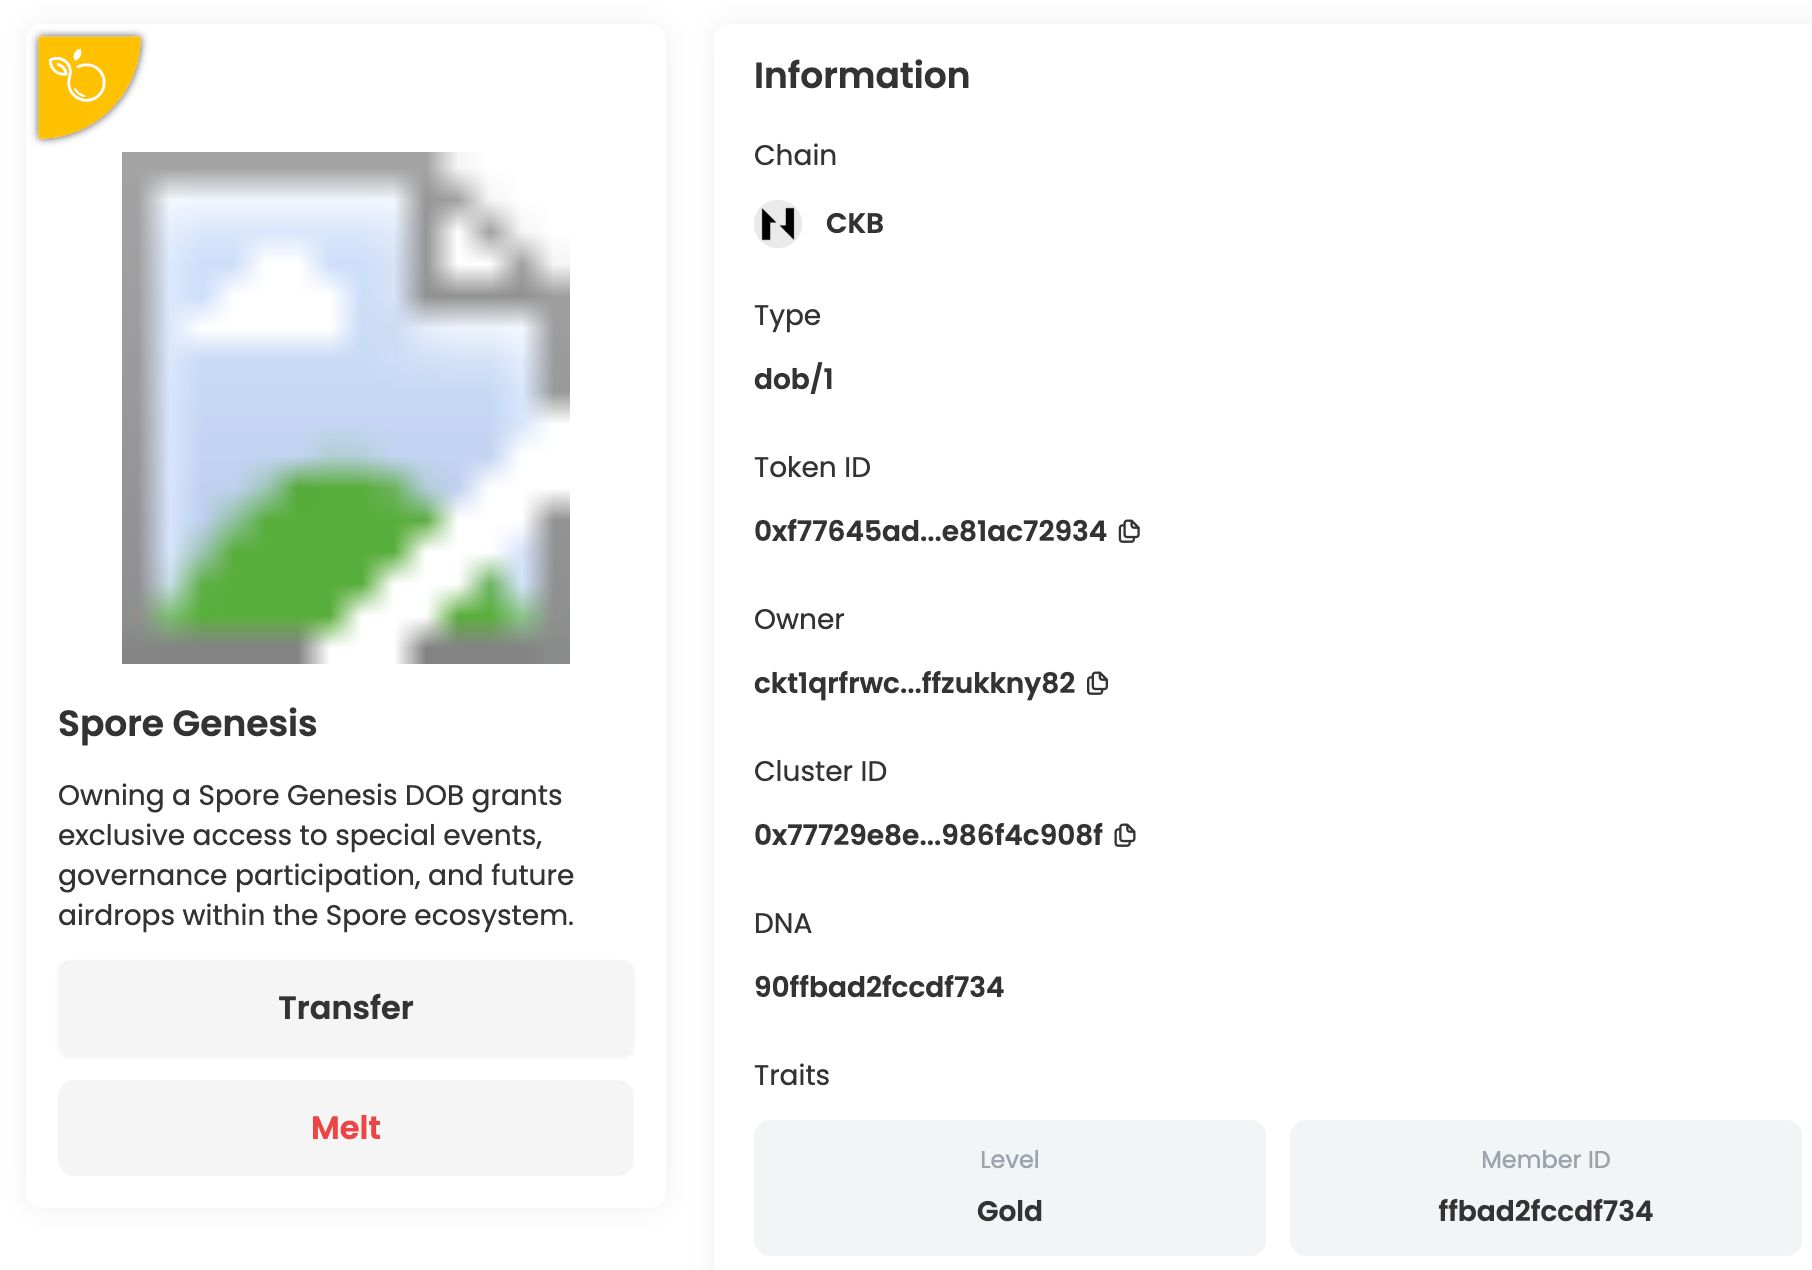 Spore Genesis
Owning a Spore Genesis DOB grants
exclusive access to special events,
governance participation, and future
airdrops within the Spore ecosystem.
Transfer
Melt
Information
Chain
CKB
Type
dob/1
Token ID
0xf77645ad...e81ac72934
Owner
ckt1qrfrwc...ffzukkny82
Cluster ID
0x77729e8e...986f4c908f
DNA
90ffbad2fccdf734
Traits
Level
Gold
Member ID
ffbad2fccdf734